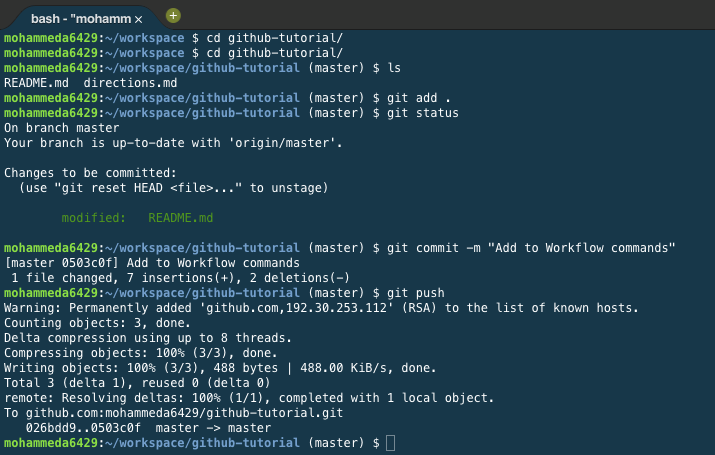 bash - "mohamm ×
mohammeda6429:~/workspace $ cd github-tutorial/
mohammeda6429:~/workspace $ cd github-tutorial/
mohammeda6429:~/workspace/github-tutorial (master) $ ls
README.md  directions.md
mohammeda6429:~/workspace/github-tutorial (master) $ git add .
mohammeda6429:~/workspace/github-tutorial (master) $ git status
On branch master
Your branch is up-to-date with 'origin/master'.
Changes to be committed:
  (use "git reset HEAD <file>..." to unstage)
        modified:   README.md
mohammeda6429:~/workspace/github-tutorial (master) $ git commit -m "Add to Workflow commands"
[master 0503c0f] Add to Workflow commands
 1 file changed, 7 insertions(+), 2 deletions(-)
mohammeda6429:~/workspace/github-tutorial (master) $ git push
Warning: Permanently added 'github.com,192.30.253.112' (RSA) to the list of known hosts.
Counting objects: 3, done.
Delta compression using up to 8 threads.
Compressing objects: 100% (3/3), done.
Writing objects: 100% (3/3), 488 bytes | 488.00 KiB/s, done.
Total 3 (delta 1), reused 0 (delta 0)
remote: Resolving deltas: 100% (1/1), completed with 1 local object.
To github.com:mohammeda6429/github-tutorial.git
   026bdd9..0503c0f  master -> master
mohammeda6429:~/workspace/github-tutorial (master) $